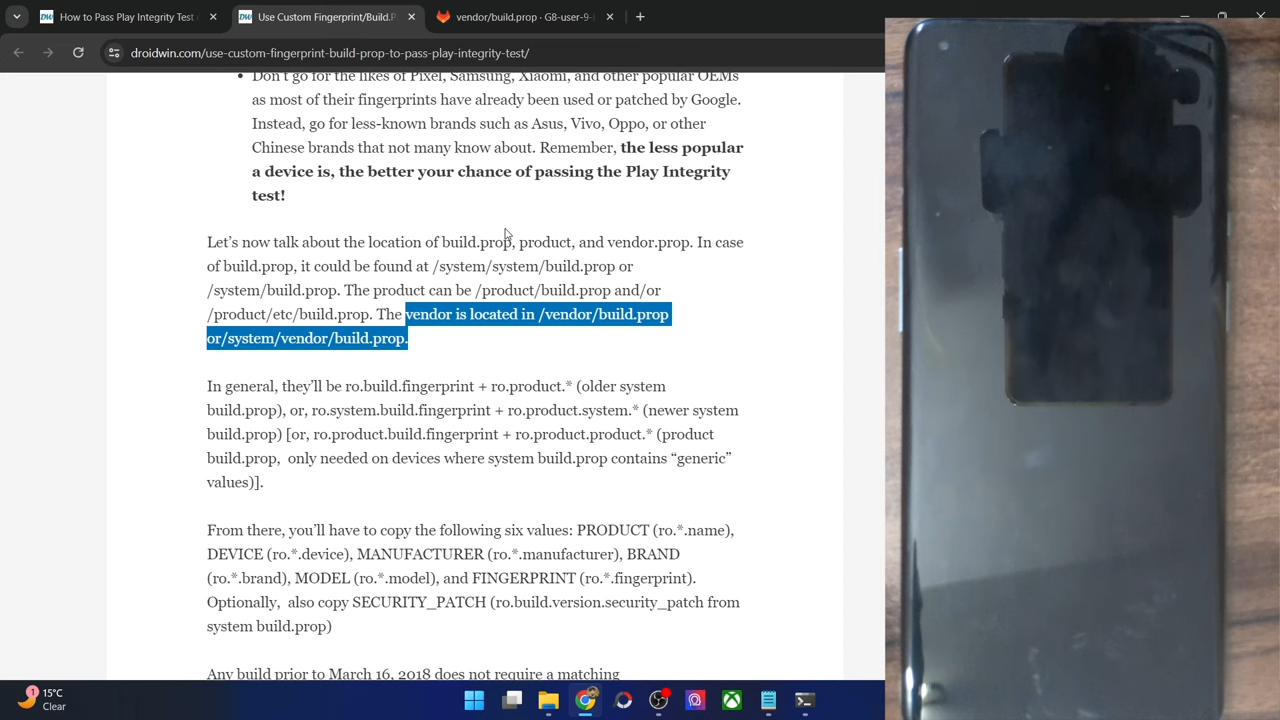 How to Pass Play Integrity Test
Use Custom Fingerprint/Build.P
vendor/build.prop · G8-user-9-
droidwin.com/use-custom-fingerprint-build-prop-to-pass-play-integrity-test/
• Don't go for the likes of Pixel, Samsung, Xiaomi, and other popular OEMs
as most of their fingerprints have already been used or patched by Google.
Instead, go for less-known brands such as Asus, Vivo, Oppo, or other
Chinese brands that not many know about. Remember, the less popular
a device is, the better your chance of passing the Play Integrity
test!
Let's now talk about the location of build.prop, product, and vendor.prop. In case
of build.prop, it could be found at /system/system/build.prop or
/system/build.prop. The product can be /product/build.prop and/or
/product/etc/build.prop. The vendor is located in /vendor/build.prop
or/system/vendor/build.prop.
In general, they'll be ro.build.fingerprint + ro.product.* (older system
build.prop), or, ro.system.build.fingerprint + ro.product.system.* (newer system
build.prop) [or, ro.product.build.fingerprint + ro.product.product.* (product
build.prop, only needed on devices where system build.prop contains “generic”
values)].
From there, you'll have to copy the following six values: PRODUCT (ro.*.name),
DEVICE (ro.*.device), MANUFACTURER (ro.*.manufacturer), BRAND
(ro.*.brand), MODEL (ro.*.model), and FINGERPRINT (ro.*.fingerprint).
Optionally, also copy SECURITY_PATCH (ro.build.version.security_patch from
system build.prop)
Any build prior to March 16, 2018 does not require a matching
1
15°C
Clear